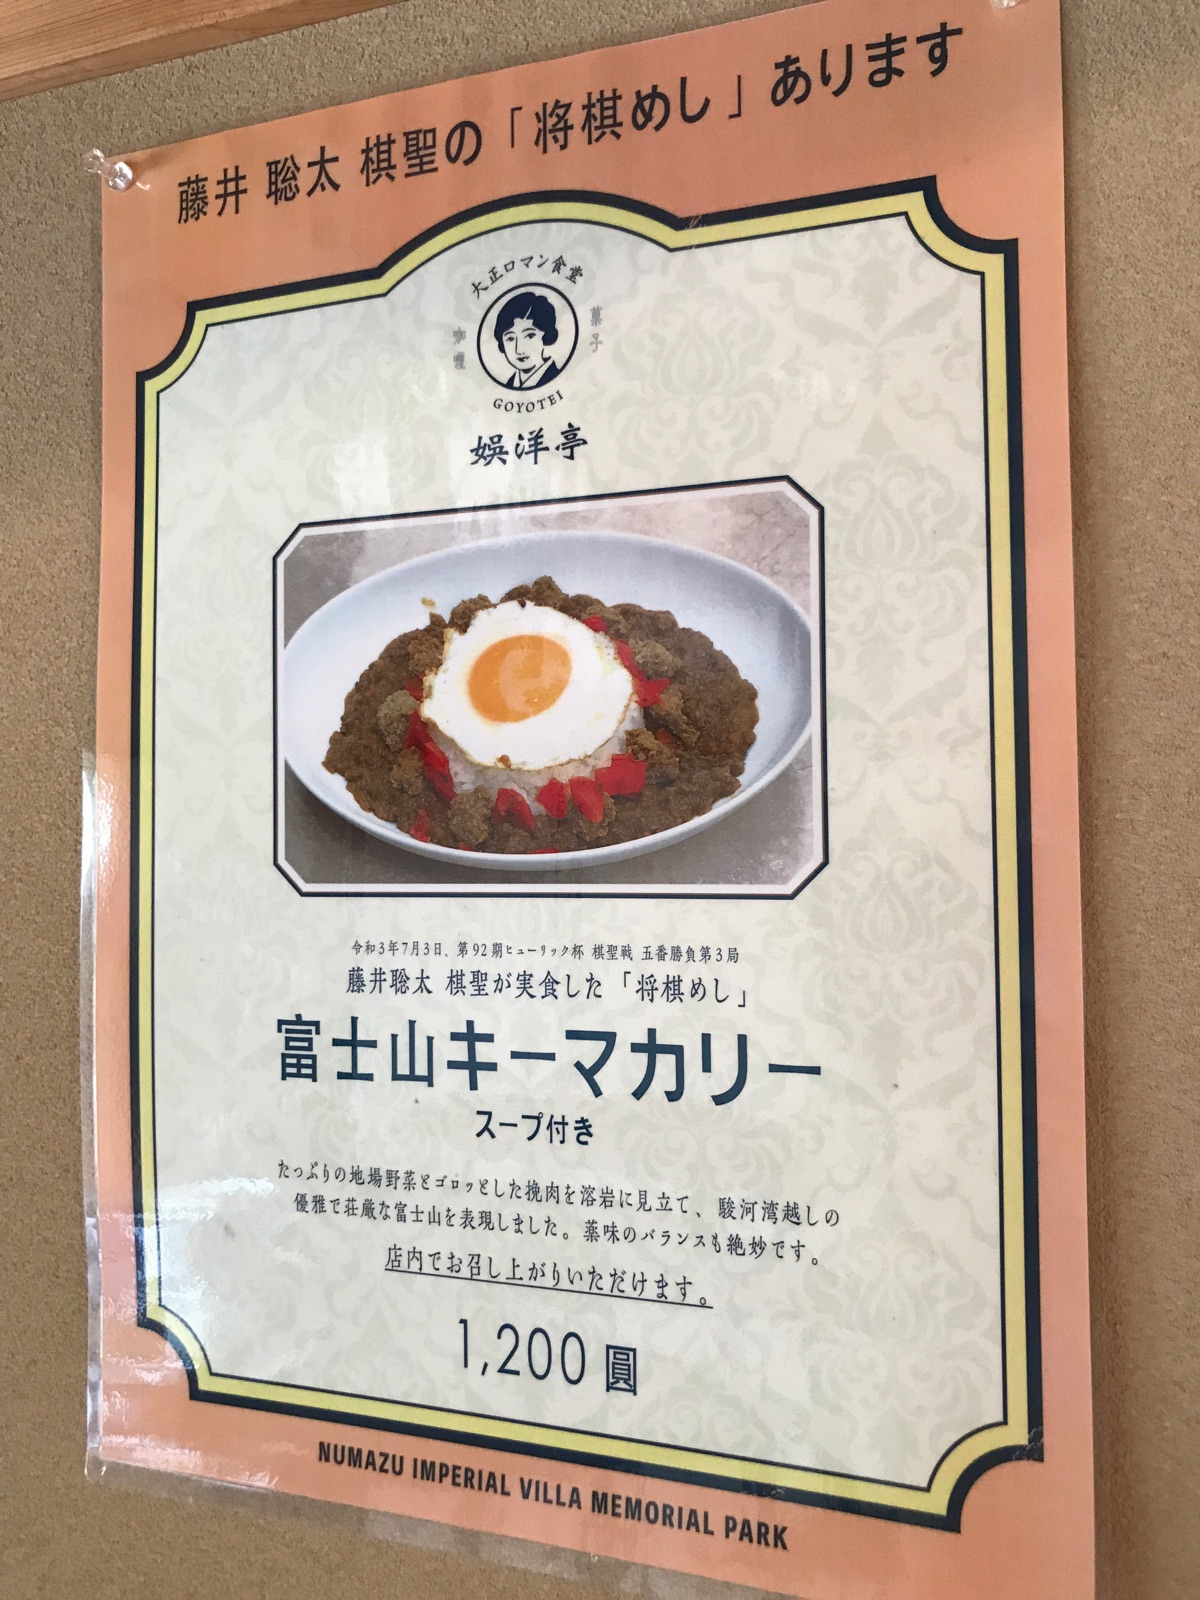 藤井 聡太 棋聖の「将棋めし」あります
大正ロマン食堂
咖喱
菓子
GOYOTEI
娯洋亭
令和3年7月3日、第92期ヒューリック杯 棋聖戦 五番勝負第3局
藤井聡太 棋聖が実食した「将棋めし」
富士山キーマカリー
スープ付き
たっぷりの地場野菜とゴロッとした挽肉を溶岩に見立て、駿河湾越しの
優雅で荘厳な富士山を表現しました。薬味のバランスも絶妙です。
店内でお召し上がりいただけます。
1,200 圓
NUMAZU IMPERIAL VILLA MEMORIAL PARK